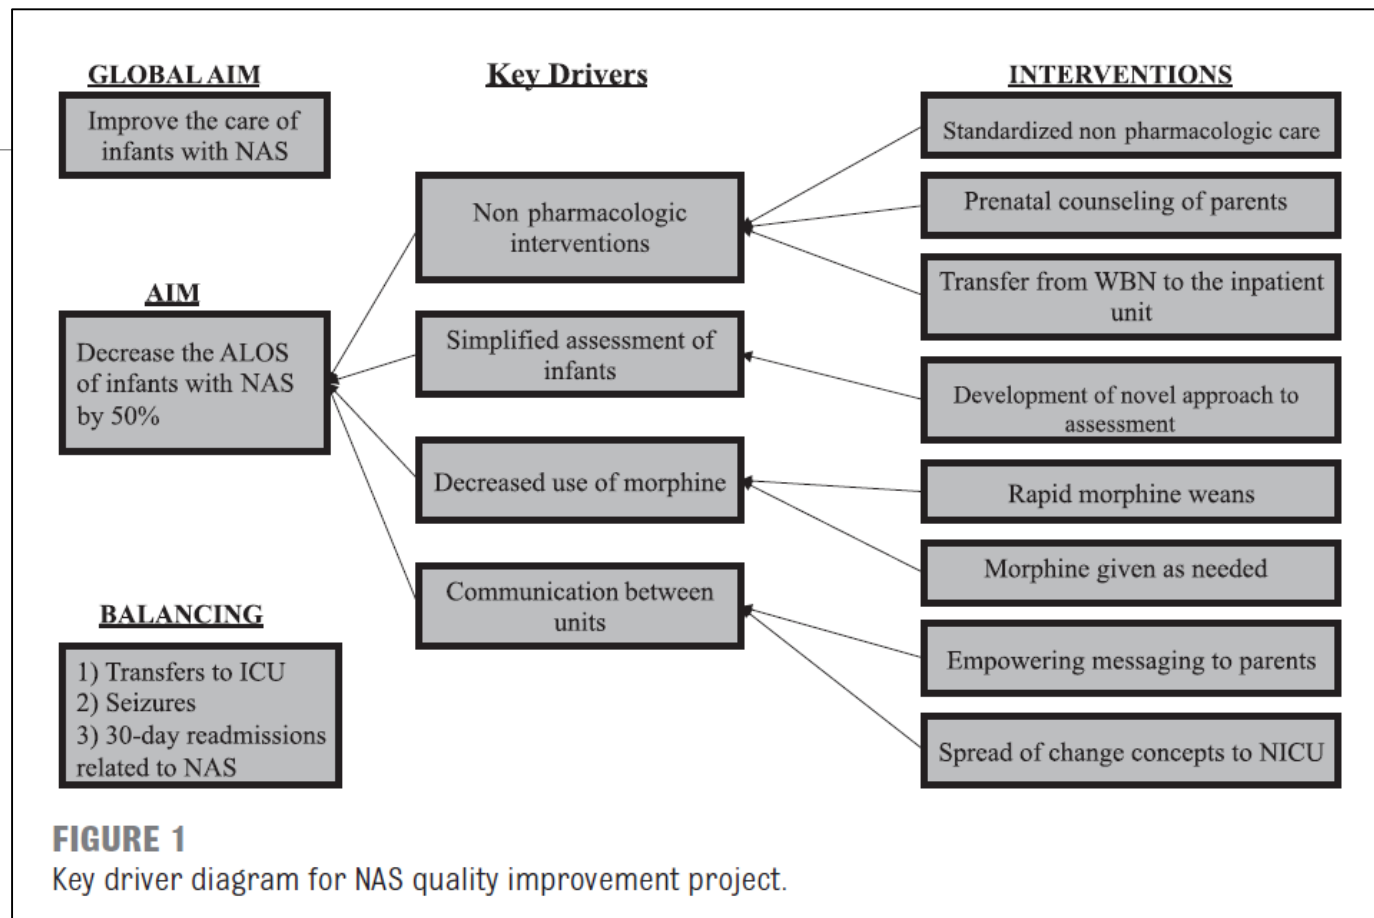 GLOBAL AIM
Improve the care of
infants with NAS
AIM
Decrease the ALOS
of infants with NAS
by 50%
BALANCING
1) Transfers to ICU
2) Seizures
3) 30-day readmissions
related to NAS
Key Drivers
Non pharmacologic
interventions
Simplified assessment of
infants
Decreased use of morphine
Communication between
units
INTERVENTIONS
Standardized non pharmacologic care
Prenatal counseling of parents
Transfer from WBN to the inpatient
unit
Development of novel approach to
assessment
Rapid morphine weans
Morphine given as needed
Empowering messaging to parents
Spread of change concepts to NICU
FIGURE 1
Key driver diagram for NAS quality improvement project.